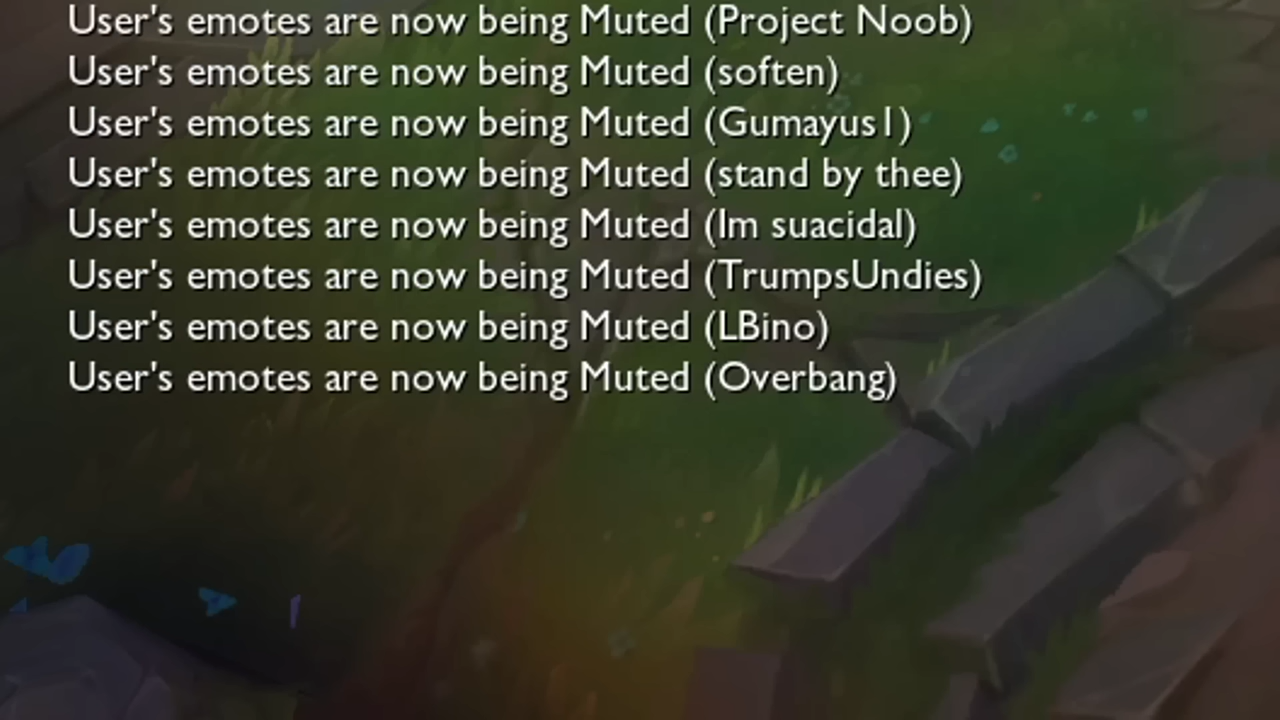 User's emotes are now being Muted (Project Noob)
User's emotes are now being Muted (soften)
User's emotes are now being Muted (Gumayus1)
User's emotes are now being Muted (stand by thee)
User's emotes are now being Muted (Im suacidal)
User's emotes are now being Muted (TrumpsUndies)
User's emotes are now being Muted (LBino)
User's emotes are now being Muted (Overbang)